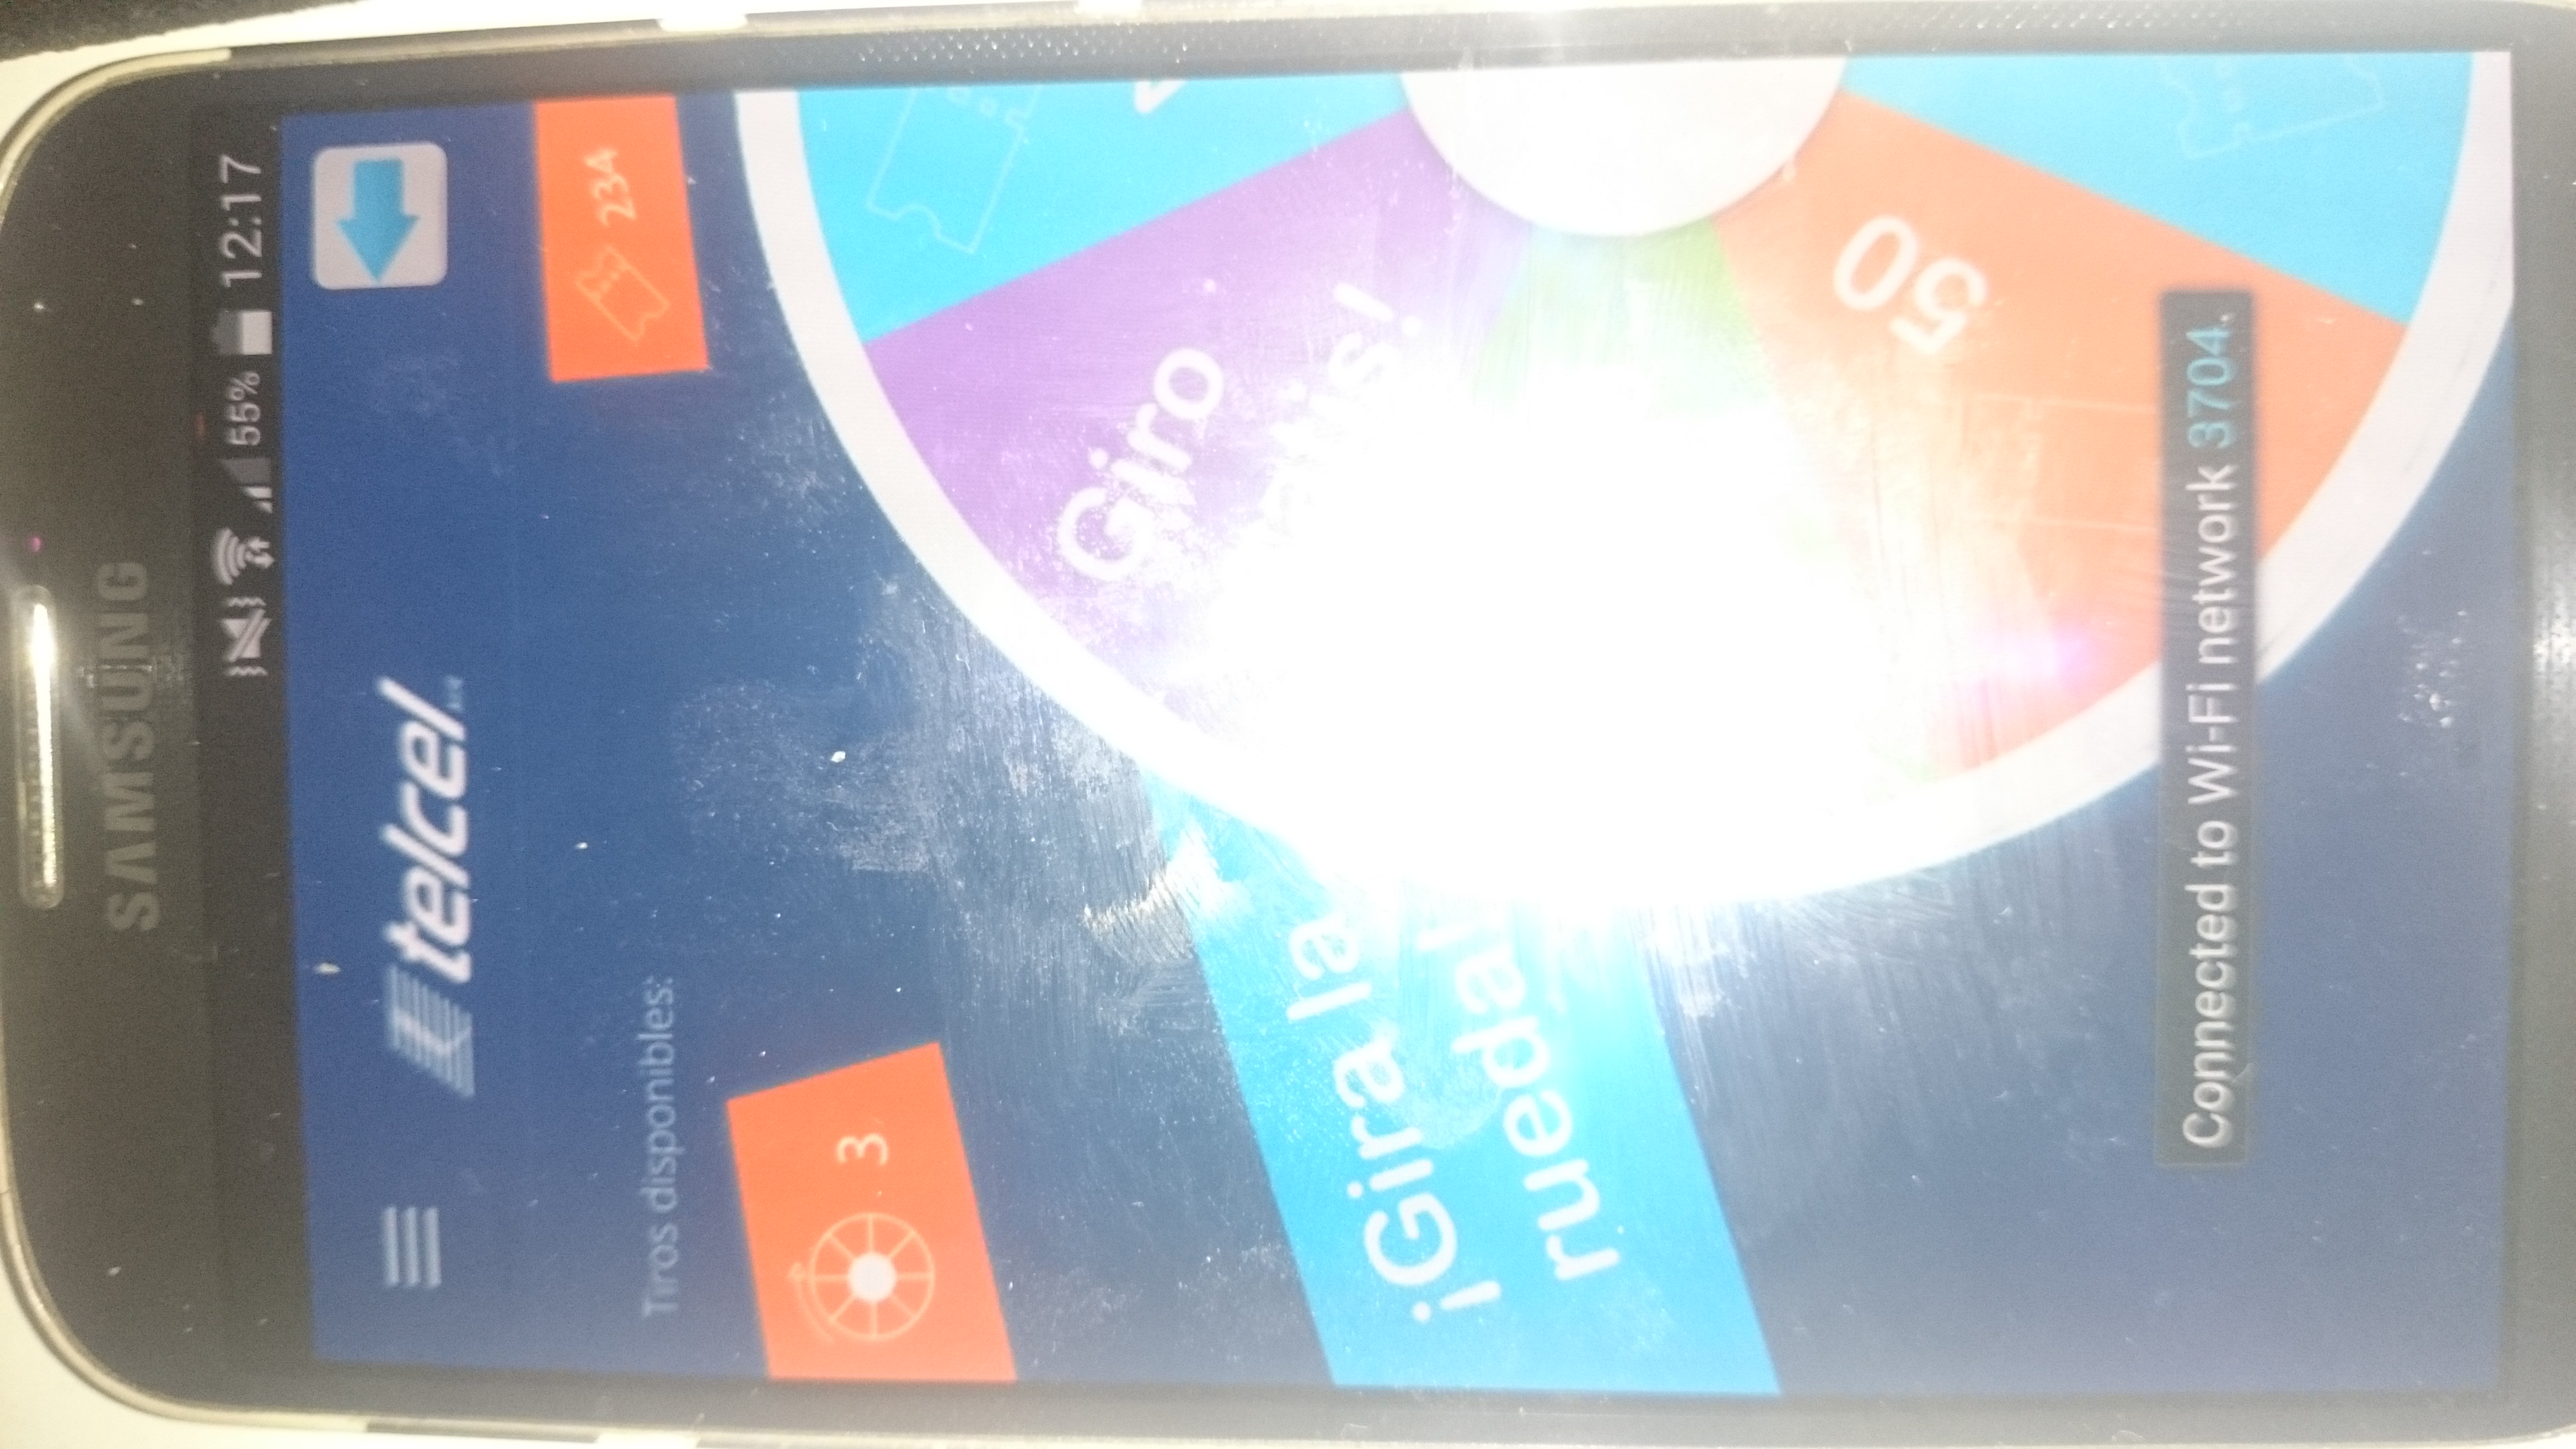 SAMSUNG
55% 12:17
telcel
Tiros disponibles:
234
3
Giro
¡Gira la
rueda!
50
Connected to Wi-Fi network 3704.